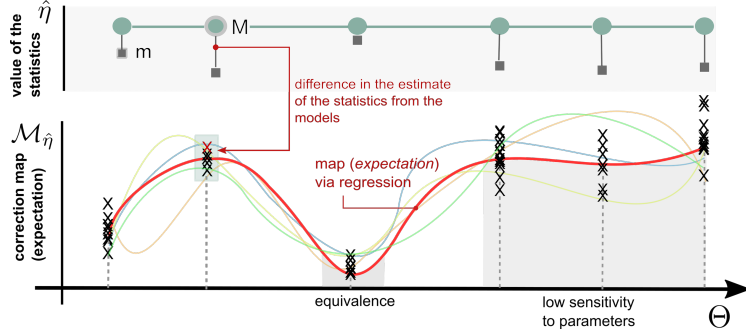 η̂
value of the
statistics
M
m
difference in the estimate
of the statistics from the
models
ℳη̂
correction map
(expectation)
map (expectation)
via regression
equivalence
low sensitivity
to parameters
Θ